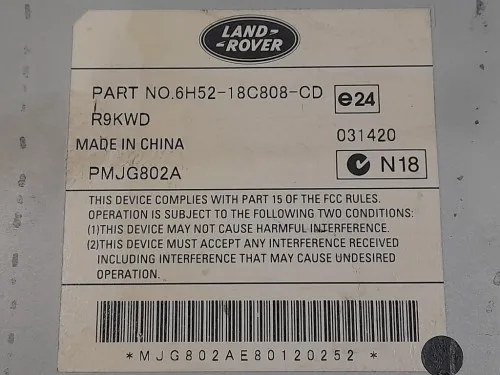 LAND-
-ROVER
PART NO.6H52-18C808-CD e24
R9KWD
031420
MADE IN CHINA
N18
PMJG802A
THIS DEVICE COMPLIES WITH PART 15 OF THE FCC RULES.
OPERATION IS SUBJECT TO THE FOLLOWING TWO CONDITIONS:
(1)THIS DEVICE MAY NOT CAUSE HARMFUL INTERFERENCE.
(2)THIS DEVICE MUST ACCEPT ANY INTERFERENCE RECEIVED
INCLUDING INTERFERENCE THAT MAY CAUSE UNDESIRED
OPERATION.
*MJG802AE80120252*